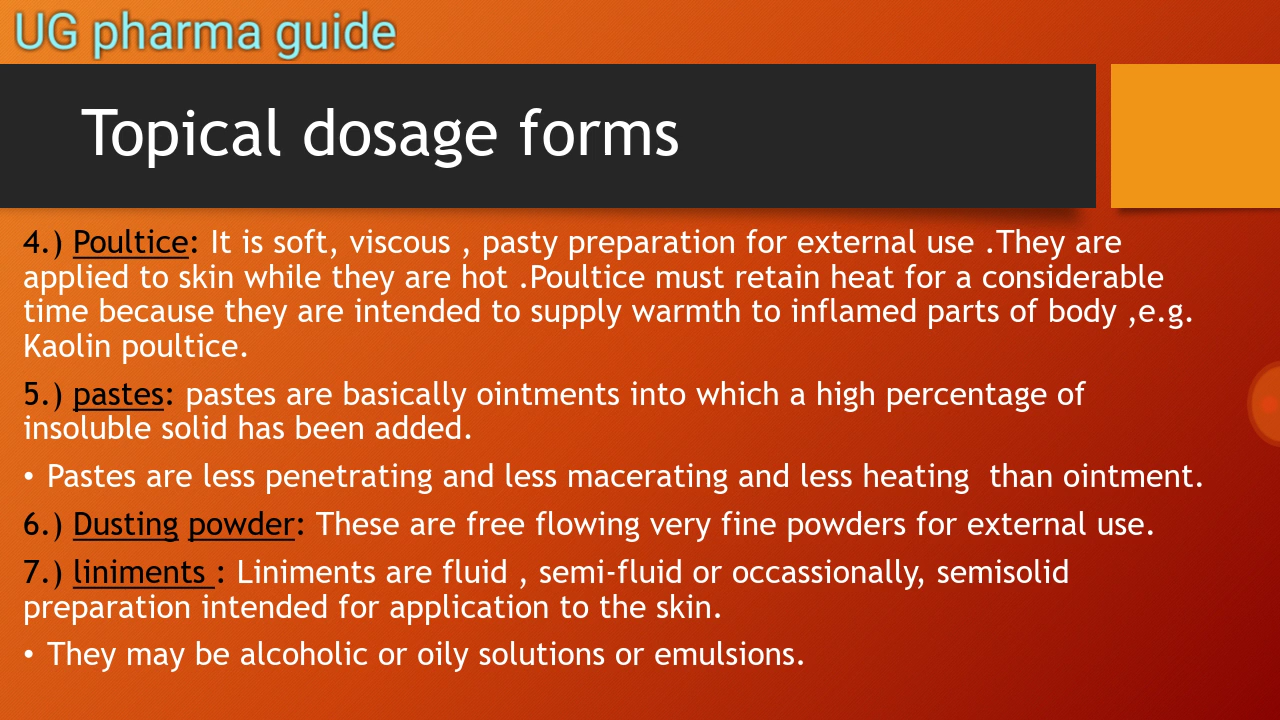 UG pharma guide
Topical dosage forms
4.) Poultice: It is soft, viscous , pasty preparation for external use .They are
applied to skin while they are hot .Poultice must retain heat for a considerable
time because they are intended to supply warmth to inflamed parts of body ,e.g.
Kaolin poultice.
5.) pastes: pastes are basically ointments into which a high percentage of
insoluble solid has been added.
• Pastes are less penetrating and less macerating and less heating  than ointment.
6.) Dusting powder: These are free flowing very fine powders for external use.
7.) liniments : Liniments are fluid , semi-fluid or occassionally, semisolid
preparation intended for application to the skin.
• They may be alcoholic or oily solutions or emulsions.